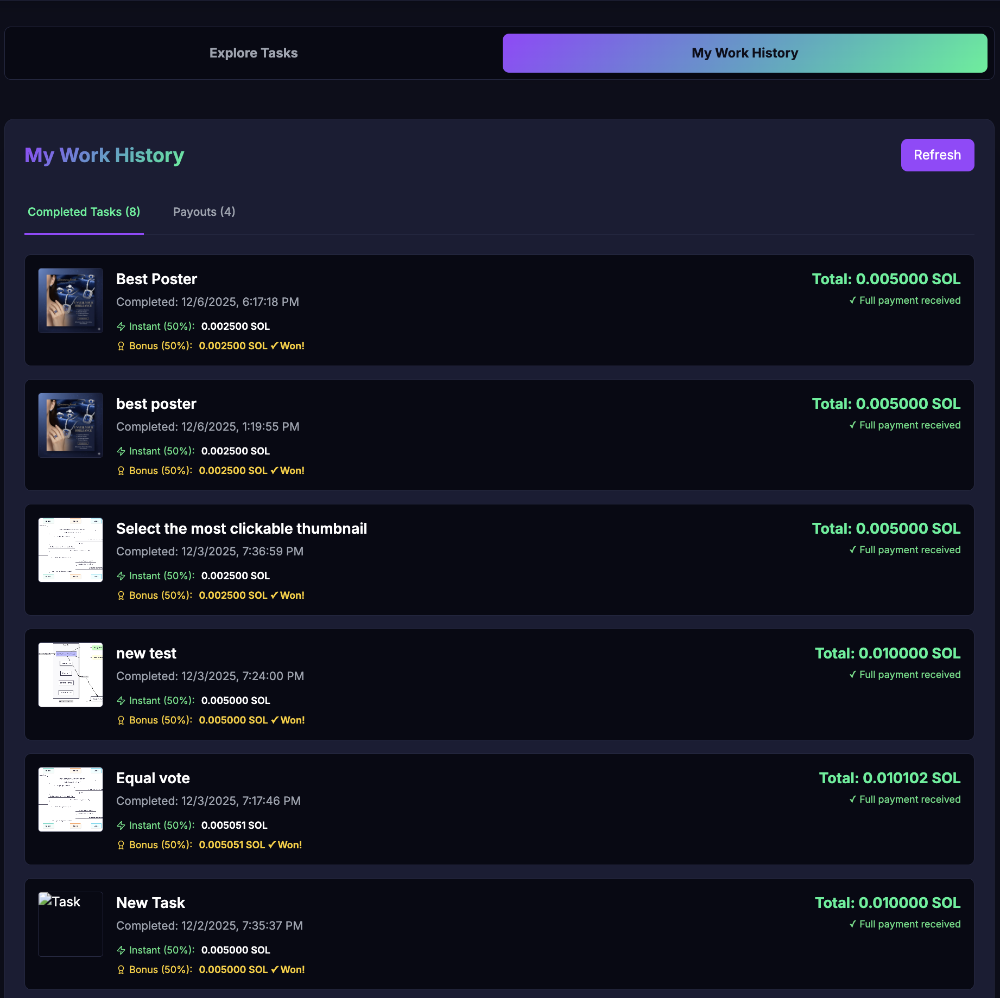 Explore Tasks
My Work History
My Work History
Refresh
Completed Tasks (8)
Payouts (4)
Best Poster
Completed: 12/6/2025, 6:17:18 PM
Instant (50%): 0.002500 SOL
Bonus (50%): 0.002500 SOL ✓ Won!
Total: 0.005000 SOL
✓ Full payment received
UNVEIL YOUR
BRILLIANCE
best poster
Completed: 12/6/2025, 1:19:55 PM
Instant (50%): 0.002500 SOL
Bonus (50%): 0.002500 SOL ✓ Won!
Total: 0.005000 SOL
✓ Full payment received
UNVEIL YOUR
BRILLIANCE
Select the most clickable thumbnail
Completed: 12/3/2025, 7:36:59 PM
Instant (50%): 0.002500 SOL
Bonus (50%): 0.002500 SOL ✓ Won!
Total: 0.005000 SOL
✓ Full payment received
new test
Completed: 12/3/2025, 7:24:00 PM
Instant (50%): 0.005000 SOL
Bonus (50%): 0.005000 SOL ✓ Won!
Total: 0.010000 SOL
✓ Full payment received
Equal vote
Completed: 12/3/2025, 7:17:46 PM
Instant (50%): 0.005051 SOL
Bonus (50%): 0.005051 SOL ✓ Won!
Total: 0.010102 SOL
✓ Full payment received
Task
New Task
Completed: 12/2/2025, 7:35:37 PM
Instant (50%): 0.005000 SOL
Bonus (50%): 0.005000 SOL ✓ Won!
Total: 0.010000 SOL
✓ Full payment received